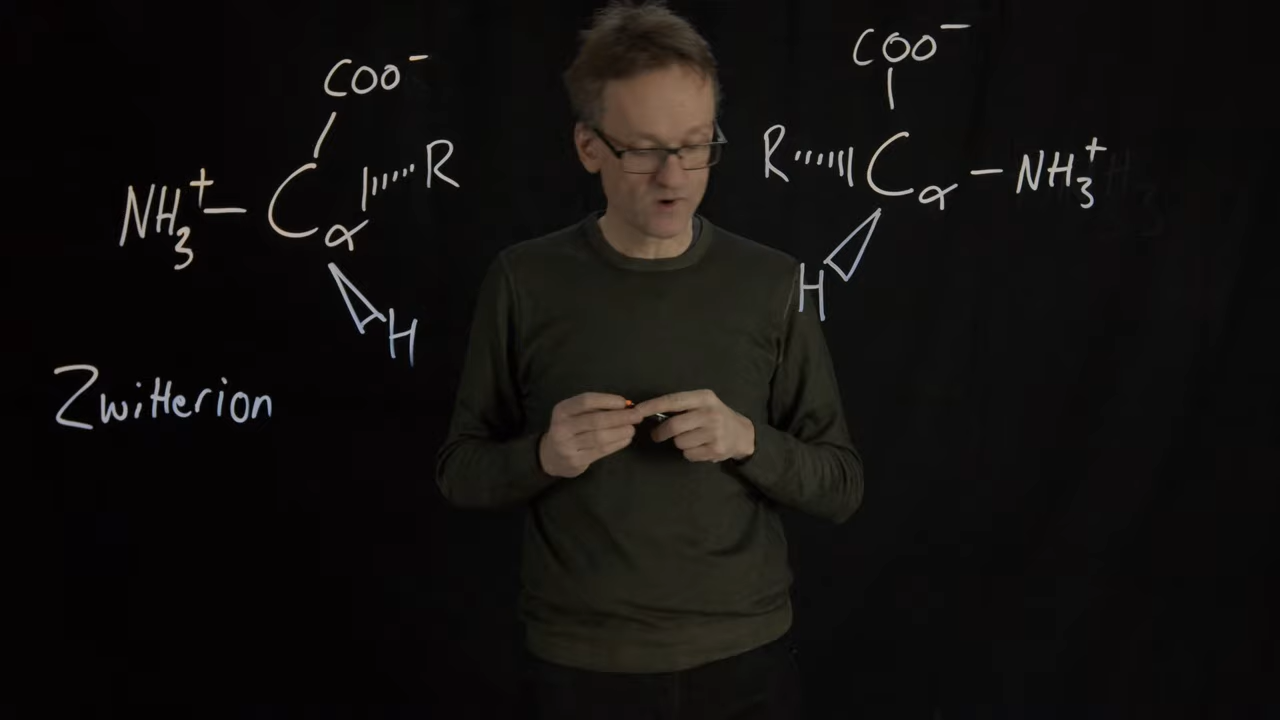 COO⁻
NH₃⁺ – Cα R
H
Zwitterion
COO⁻
R Cα – NH₃⁺
H